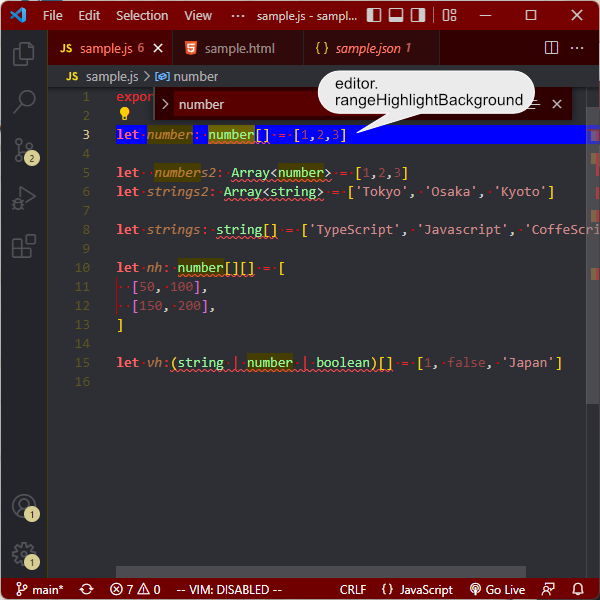 File Edit Selection View ··· sample.js - sampl...
JS sample.js 6 sample.html {} sample.json 1 ···
JS sample.js > number
editor.
rangeHighlightBackground
> number
1 expor
2
3 let number: number[] = [1,2,3]
4
5 let numbers2: Array<number> = [1,2,3]
6 let strings2: Array<string> = ['Tokyo', 'Osaka', 'Kyoto']
7
8 let strings: string[] = ['TypeScript', 'Javascript', 'CoffeScri
9
10 let nh: number[][] = [
11 [50, 100],
12 [150, 200],
13 ]
14
15 let vh:(string | number | boolean)[] = [1, false, 'Japan']
16
2
1
1
main* 7 0 -- VIM: DISABLED -- CRLF {} JavaScript Go Live